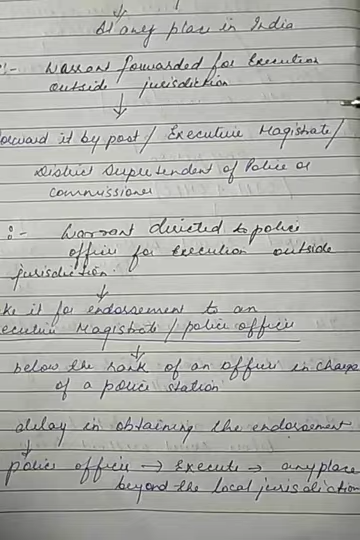 At any place in India
:- Warrant forwarded for Execution
outside jurisdiction
orward it by post / Executive Magistrate /
District Superintendent of Police or
commissioner
:- Warrant directed to police
officer for Execution outside
jurisdiction.
ke it for endorsement to an
ecutive Magistrate / police officer
below the rank of an officer in charge
of a police station
delay in obtaining the endorsement
police officer → Execute → any place
beyond the local jurisdiction